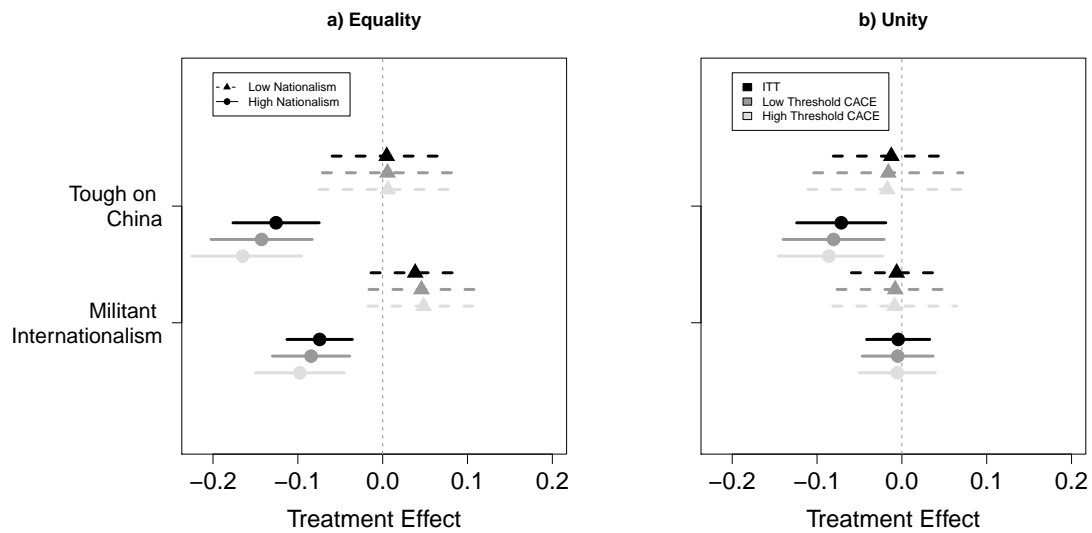 a) Equality
Low Nationalism
High Nationalism
Tough on
China
Militant
Internationalism
−0.2 −0.1 0.0 0.1 0.2
Treatment Effect
b) Unity
ITT
Low Threshold CACE
High Threshold CACE
−0.2 −0.1 0.0 0.1 0.2
Treatment Effect